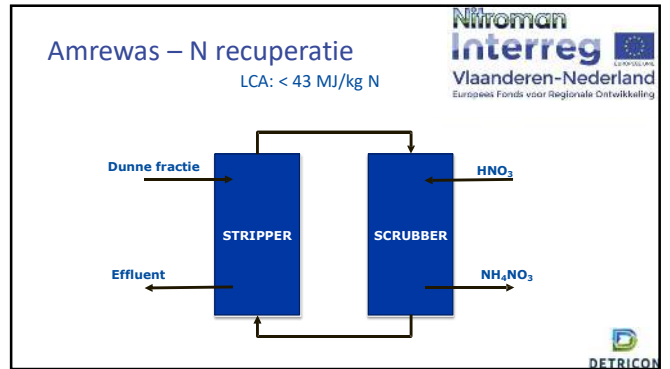 Nitroman
Amrewas – N recuperatie
Interreg
LCA: < 43 MJ/kg N
Vlaanderen-Nederland
Europees Fonds voor Regionale Ontwikkeling
Dunne fractie
HNO₃
STRIPPER
SCRUBBER
Effluent
NH₄NO₃
DETRICON